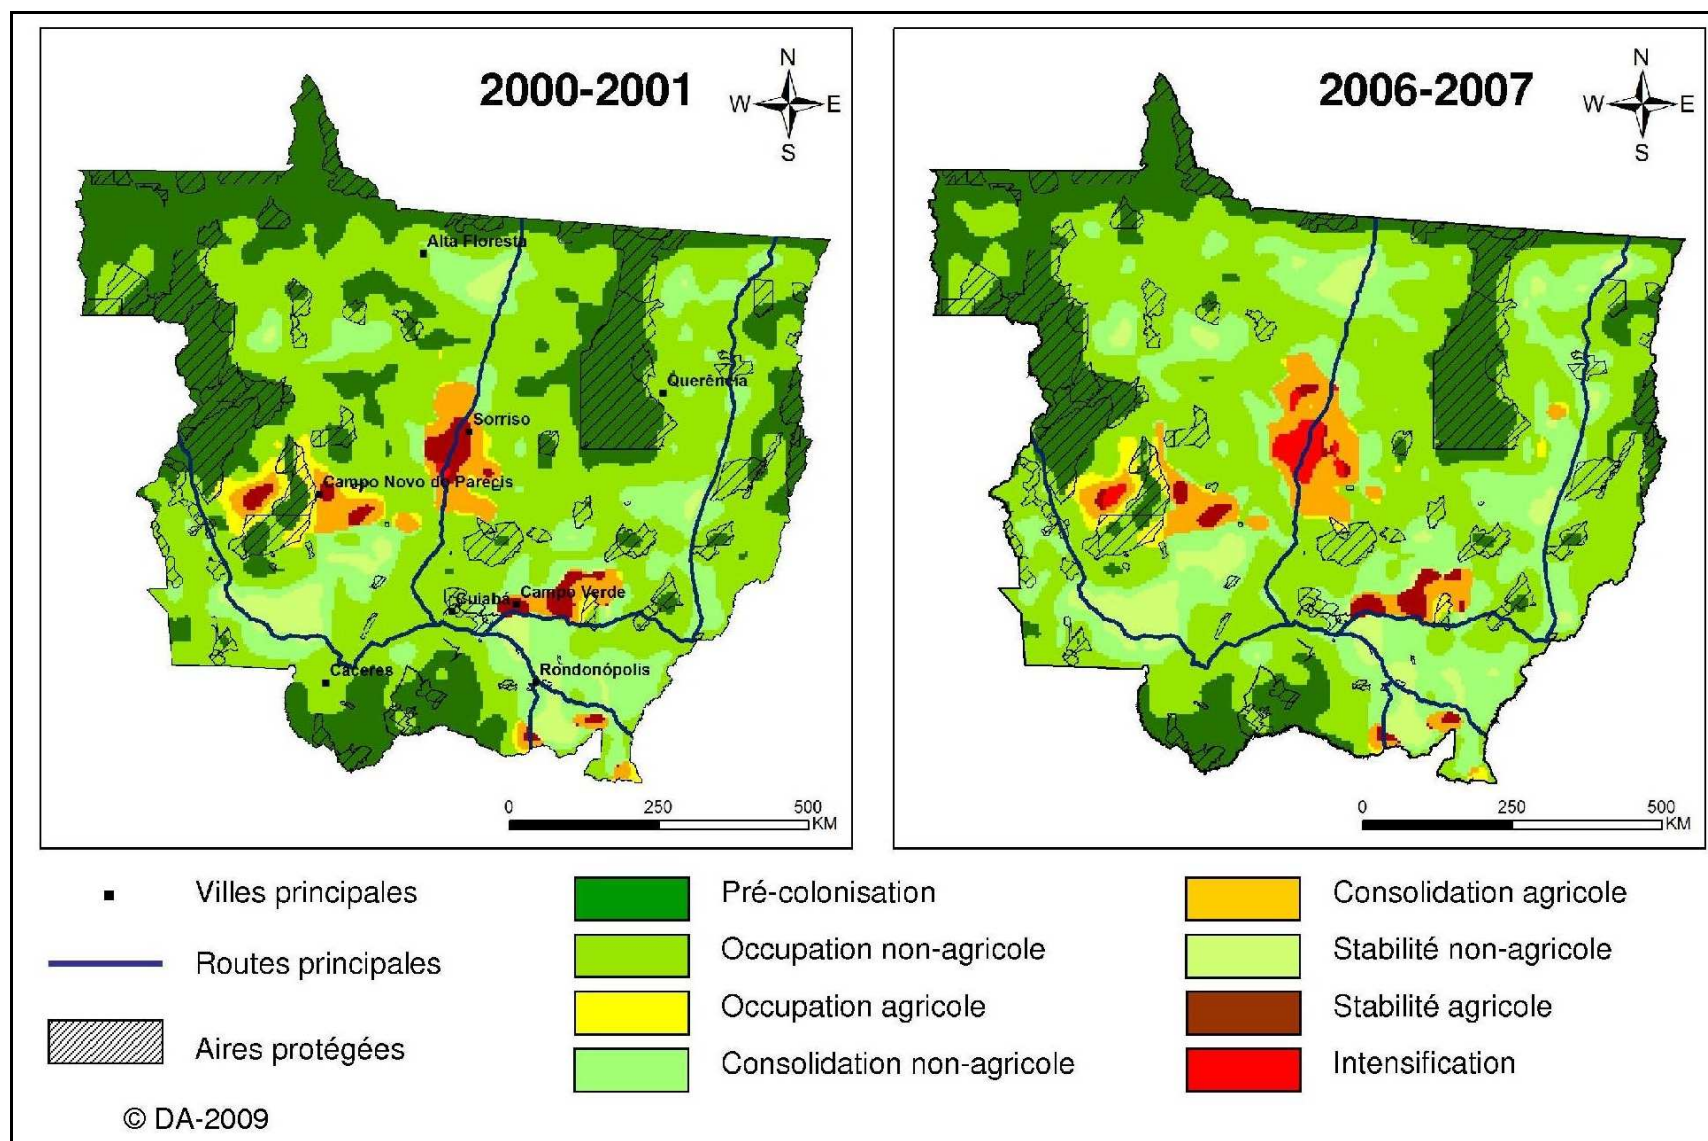 2000-2001
N
W
E
S
Alta Floresta
Querência
Sorriso
Campo Novo do Parecis
Cuiabá
Campo Verde
Cáceres
Rondonópolis
0 250 500
KM
2006-2007
N
W
E
S
0 250 500
KM
Villes principales
Routes principales
Aires protégées
Pré-colonisation
Occupation non-agricole
Occupation agricole
Consolidation non-agricole
Consolidation agricole
Stabilité non-agricole
Stabilité agricole
Intensification
© DA-2009